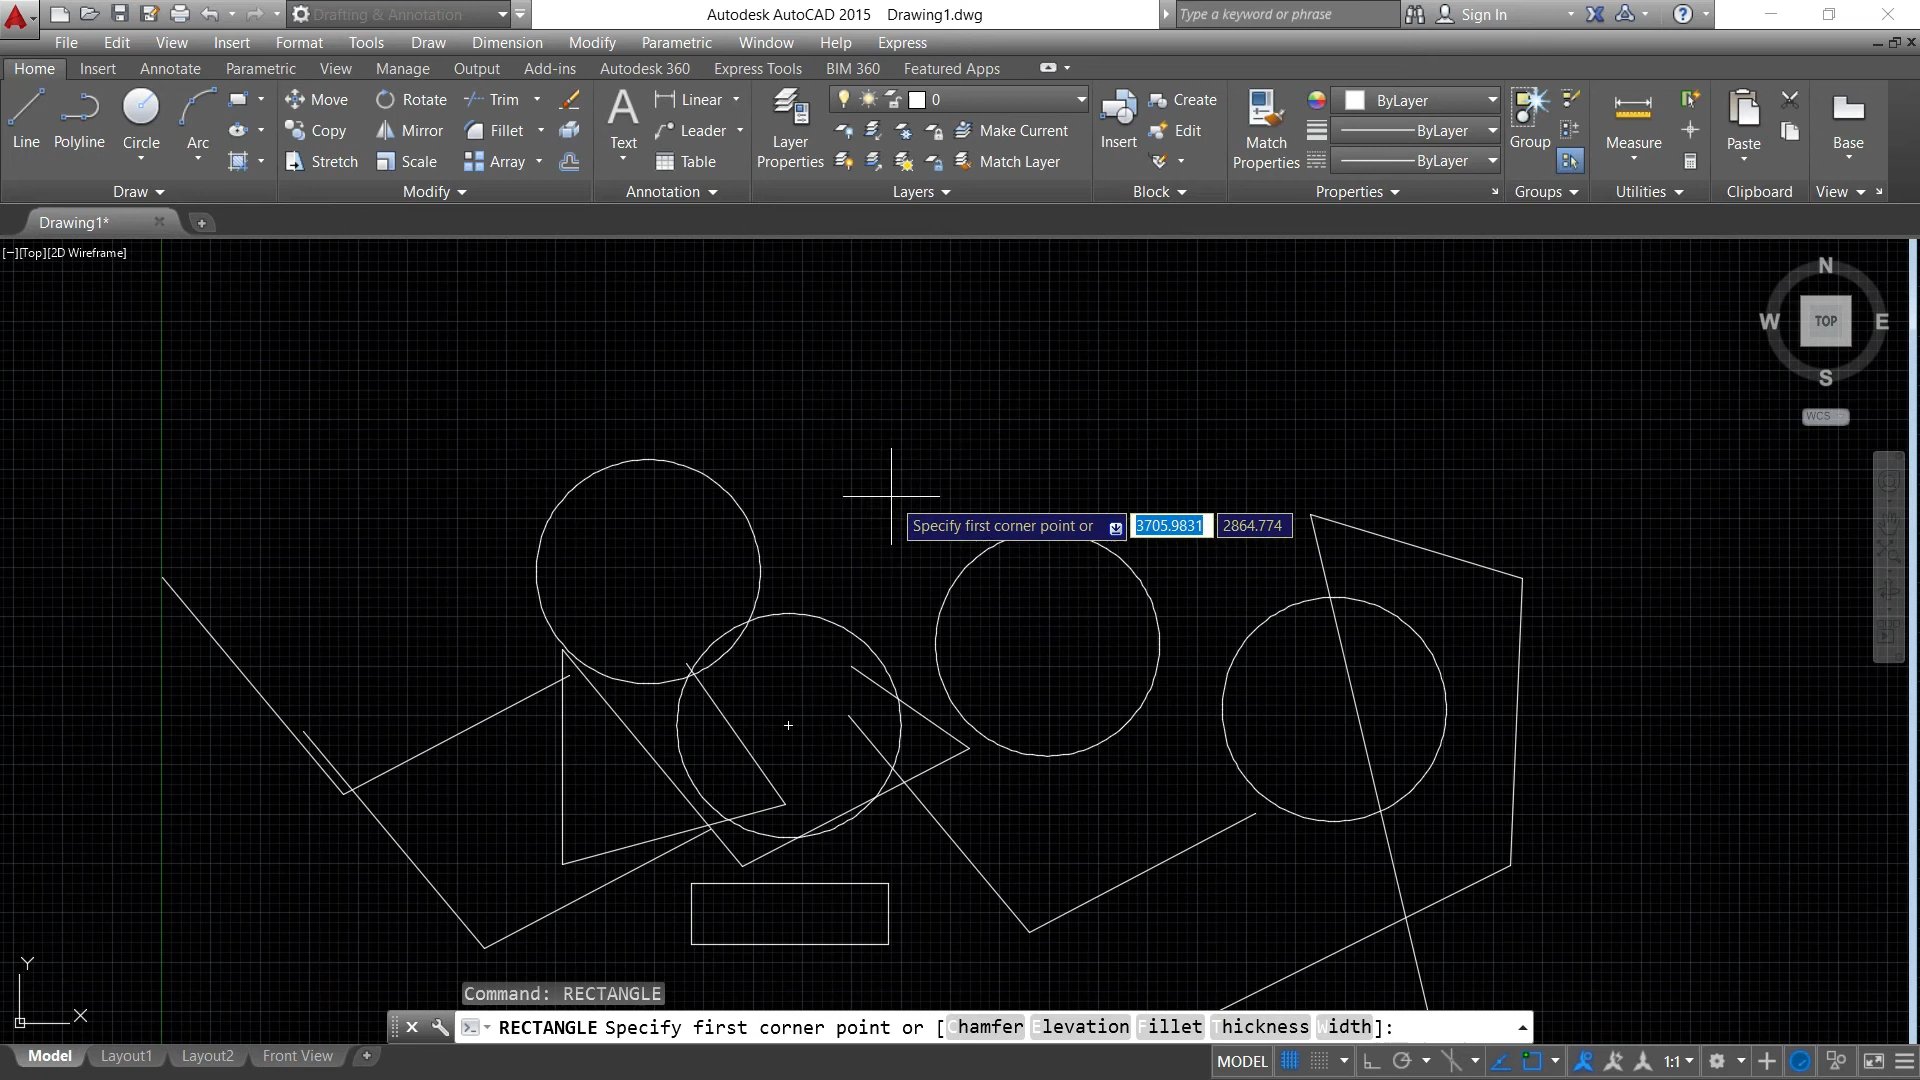 Drafting & Annotation
Autodesk AutoCAD 2015 Drawing1.dwg
Type a keyword or phrase
Sign In
File Edit View Insert Format Tools Draw Dimension Modify Parametric Window Help Express
Home Insert Annotate Parametric View Manage Output Add-ins Autodesk 360 Express Tools BIM 360 Featured Apps
Move Rotate Trim Linear 0 Create ByLayer
Copy Mirror Fillet Leader Make Current Edit ByLayer
Line Polyline Circle Arc Text Layer Properties Insert Match Properties Group Measure Paste Base
Stretch Scale Array Table Match Layer ByLayer
Draw Modify Annotation Layers Block Properties Groups Utilities Clipboard View
Drawing1*
[−][Top][2D Wireframe]
N
W TOP E
S
WCS
Specify first corner point or 3705.9831 2864.774
Y
X
Command: RECTANGLE
RECTANGLE Specify first corner point or [Chamfer Elevation Fillet Thickness Width]:
Model Layout1 Layout2 Front View
MODEL 1:1